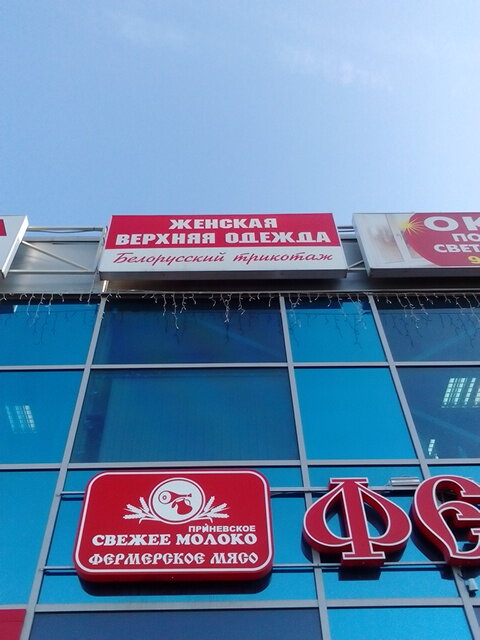 ЖЕНСКАЯ
ВЕРХНЯЯ ОДЕЖДА
Белорусский трикотаж
ПРИНЕВСКОЕ
СВЕЖЕЕ МОЛОКО
ФЕРМЕРСКОЕ МЯСО